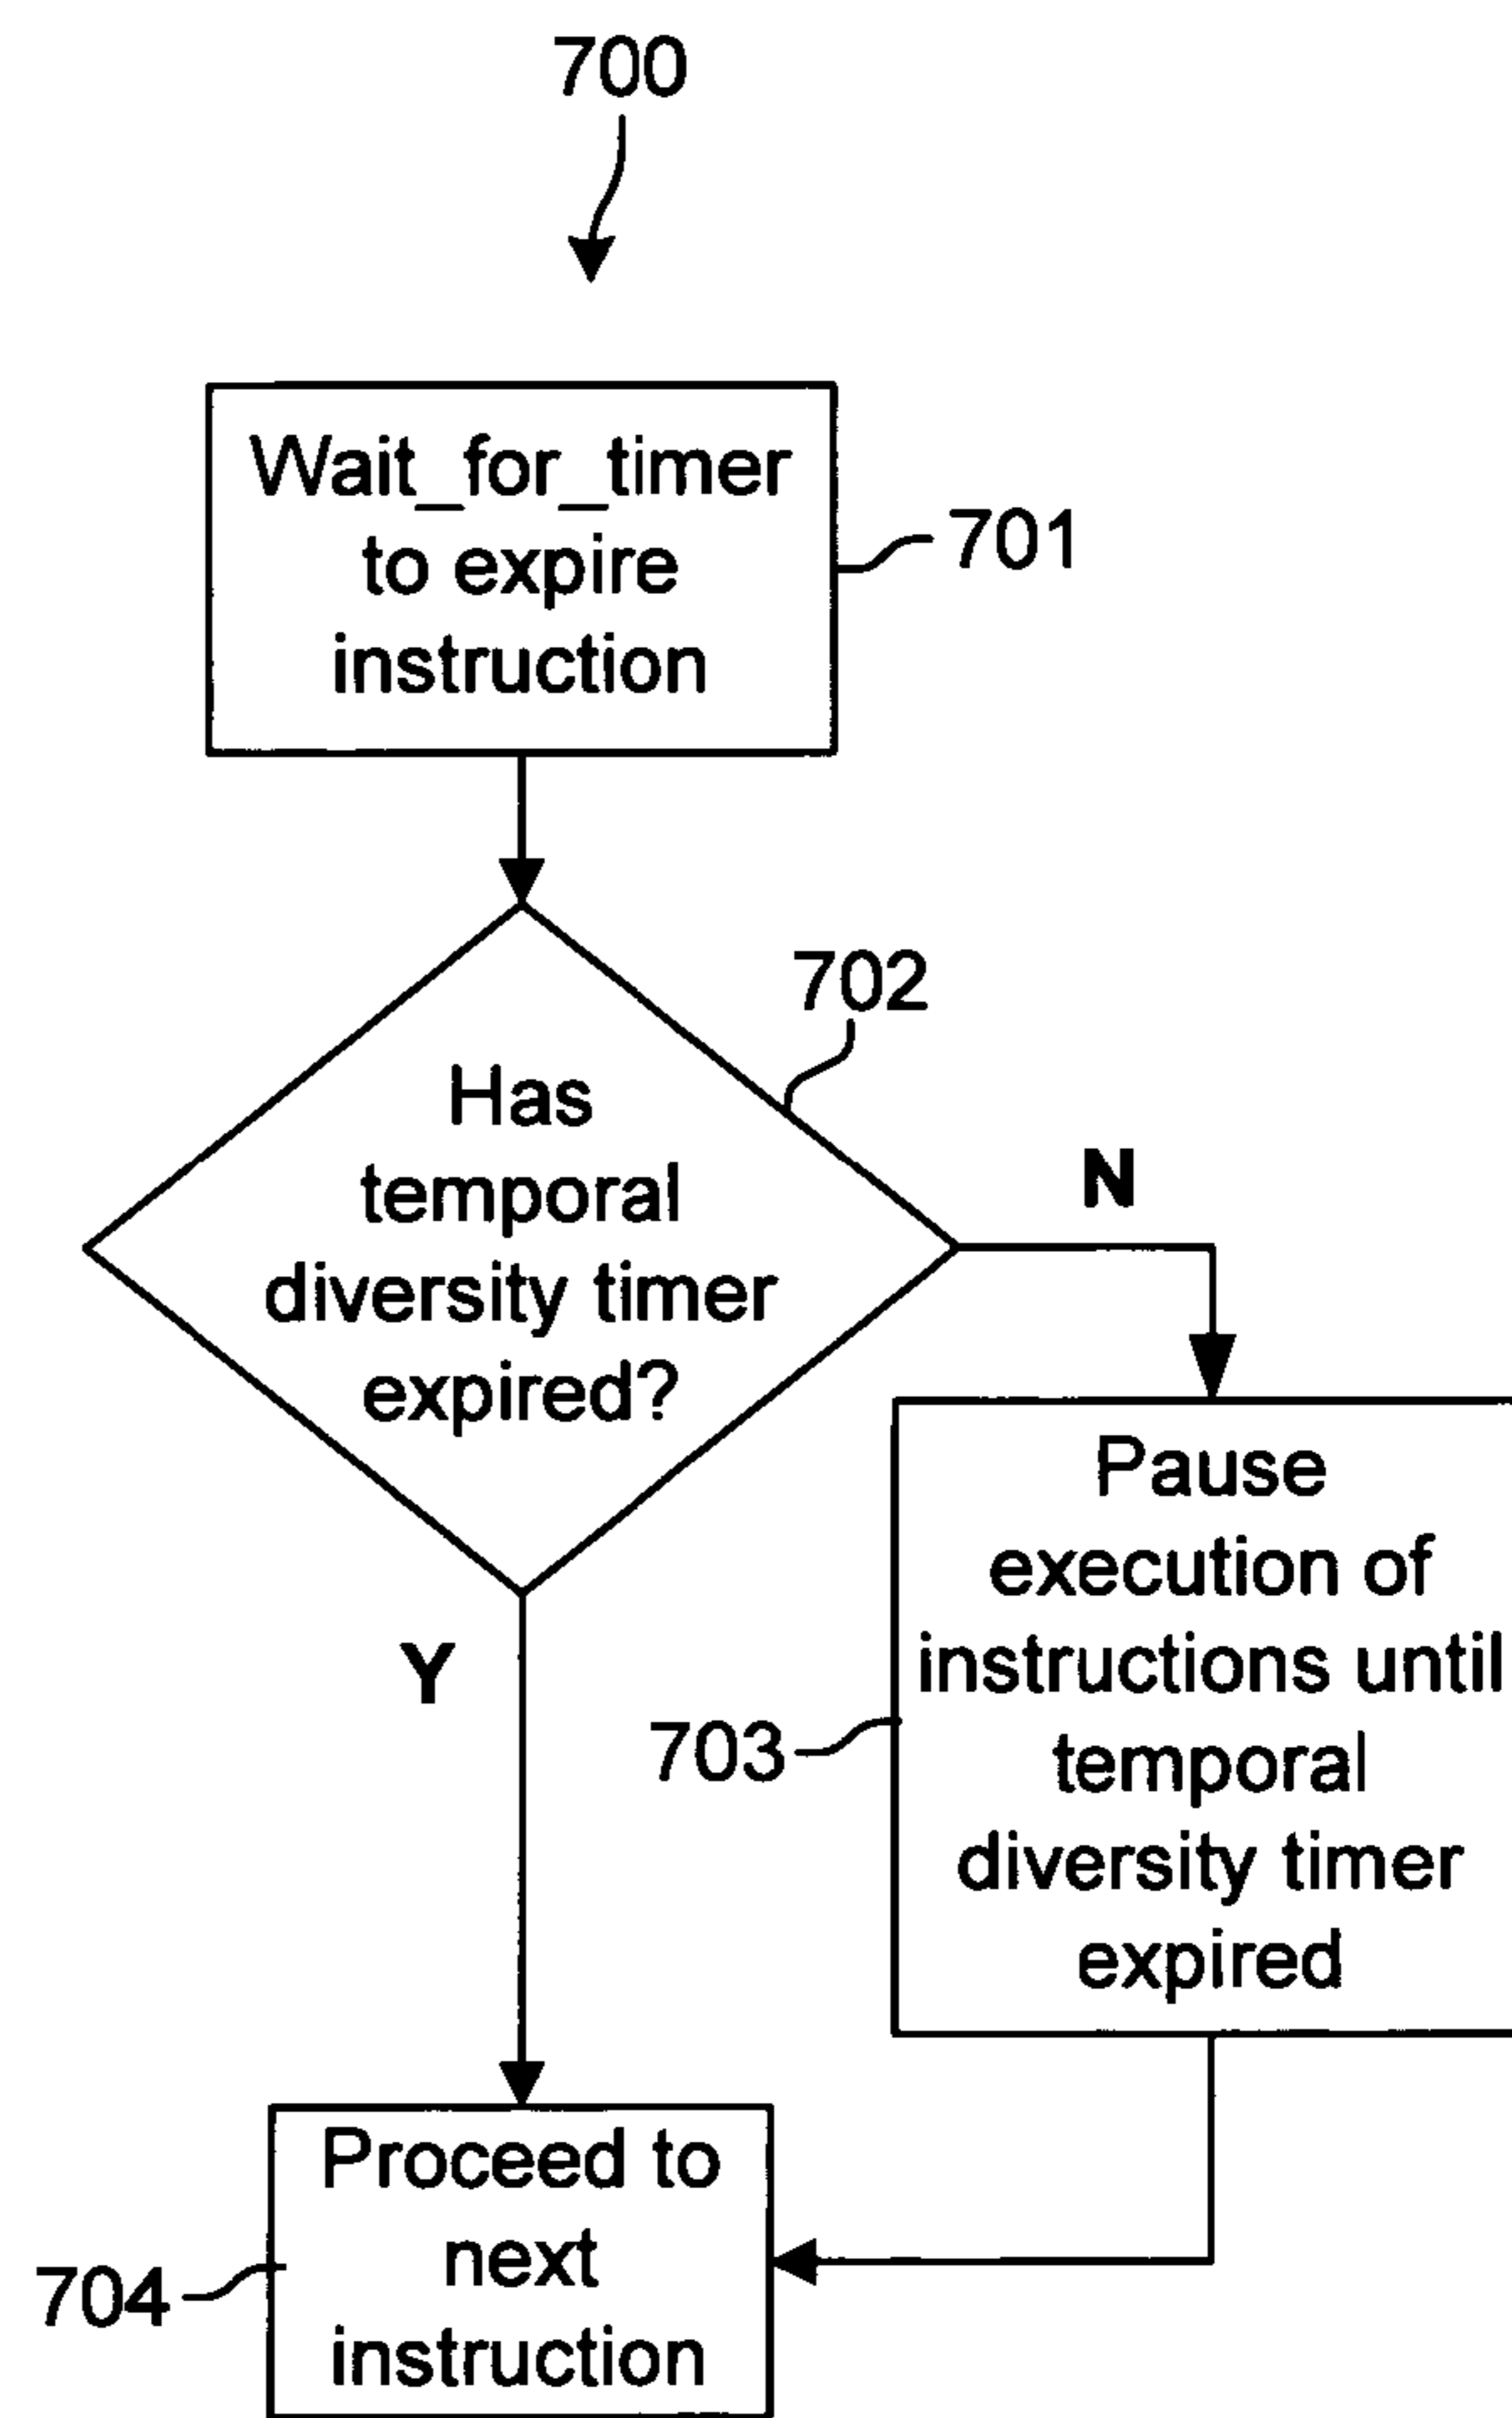 700
Wait_for_timer
to expire
instruction
701
702
Has
temporal
diversity timer
expired?
N
Y
Pause
execution of
instructions until
temporal
diversity timer
expired
703
Proceed to
next
instruction
704